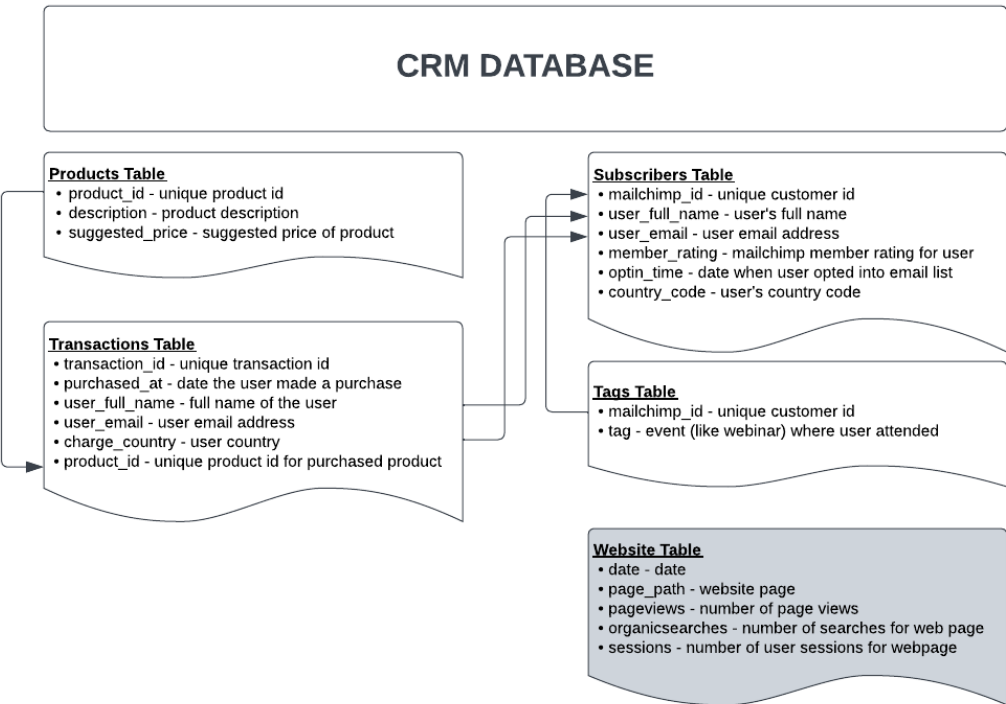 CRM DATABASE
Products Table
• product_id - unique product id
• description - product description
• suggested_price - suggested price of product
Transactions Table
• transaction_id - unique transaction id
• purchased_at - date the user made a purchase
• user_full_name - full name of the user
• user_email - user email address
• charge_country - user country
• product_id - unique product id for purchased product
Subscribers Table
• mailchimp_id - unique customer id
• user_full_name - user's full name
• user_email - user email address
• member_rating - mailchimp member rating for user
• optin_time - date when user opted into email list
• country_code - user's country code
Tags Table
• mailchimp_id - unique customer id
• tag - event (like webinar) where user attended
Website Table
• date - date
• page_path - website page
• pageviews - number of page views
• organicsearches - number of searches for web page
• sessions - number of user sessions for webpage